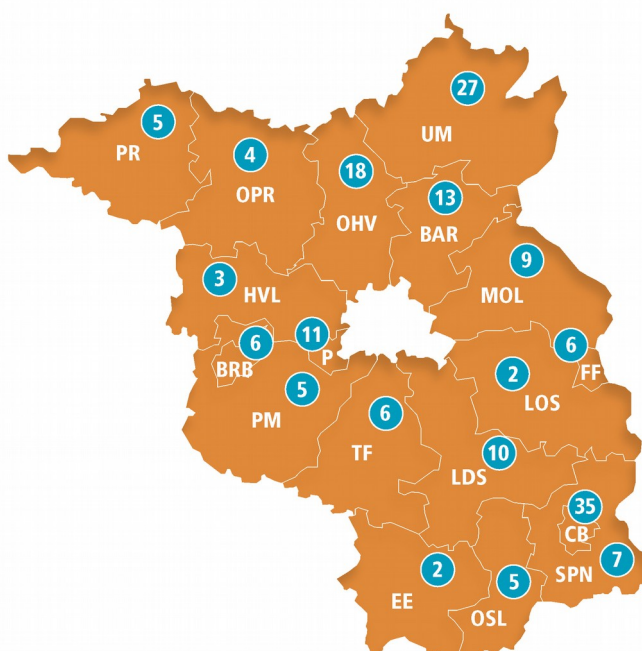 27
UM
5
PR
4
OPR
18
OHV
13
BAR
9
MOL
3
HVL
11
P
6
BRB
6
FF
2
LOS
5
PM
6
TF
10
LDS
35
CB
7
SPN
2
EE
5
OSL